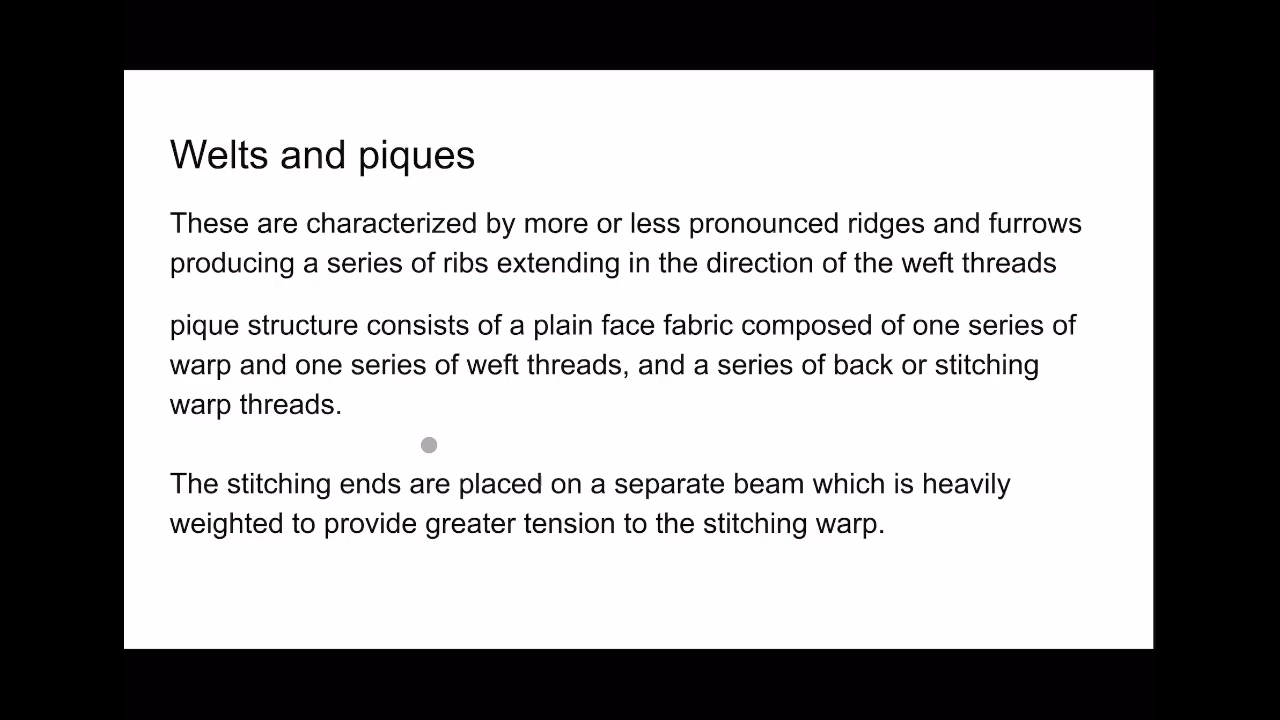 Welts and piques
These are characterized by more or less pronounced ridges and furrows
producing a series of ribs extending in the direction of the weft threads
pique structure consists of a plain face fabric composed of one series of
warp and one series of weft threads, and a series of back or stitching
warp threads.
The stitching ends are placed on a separate beam which is heavily
weighted to provide greater tension to the stitching warp.